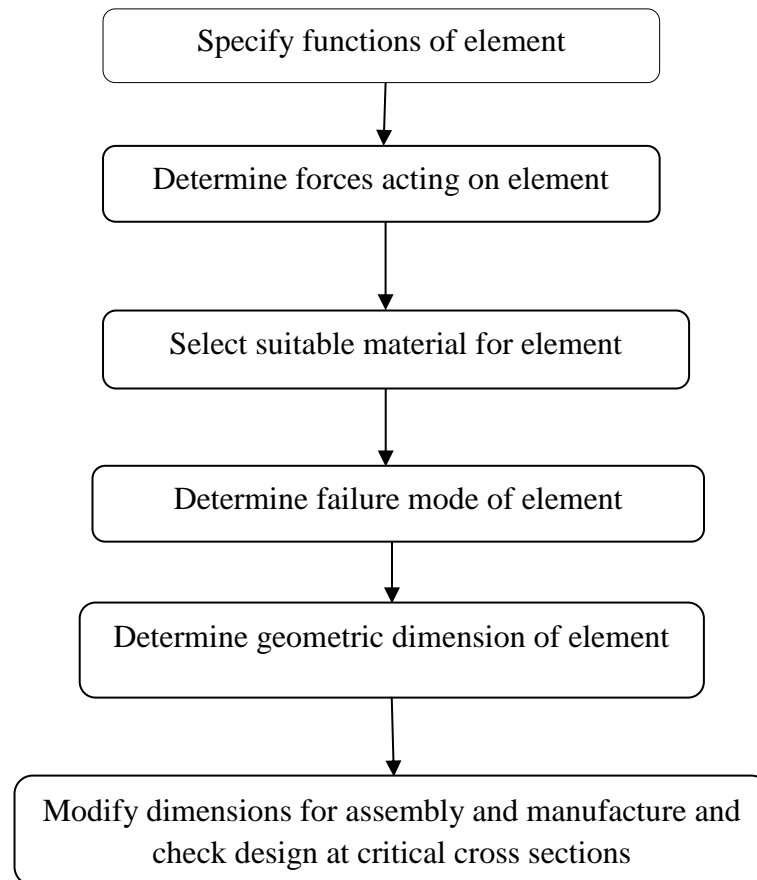 Specify functions of element
Determine forces acting on element
Select suitable material for element
Determine failure mode of element
Determine geometric dimension of element
Modify dimensions for assembly and manufacture and
check design at critical cross sections